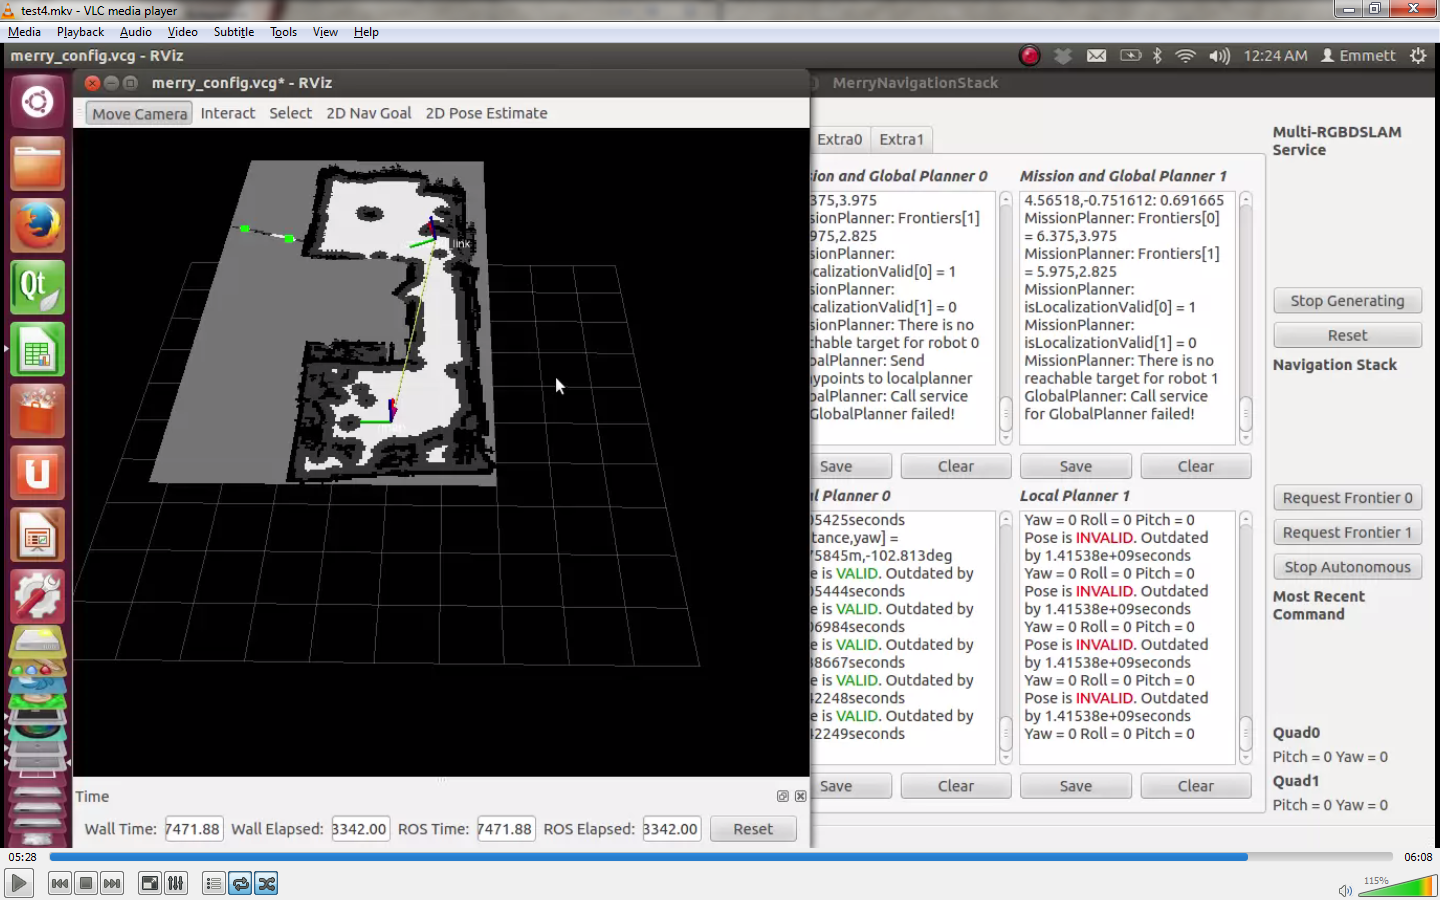 test4.mkv - VLC media player
Media Playback Audio Video Subtitle Tools View Help
merry_config.vcg - RViz
12:24 AM Emmett
merry_config.vcg* - RViz
MerryNavigationStack
Move Camera Interact Select 2D Nav Goal 2D Pose Estimate
Extra0 Extra1
Multi-RGBDSLAM
Service
Stop Generating
Reset
Navigation Stack
Request Frontier 0
Request Frontier 1
Stop Autonomous
Most Recent
Command
Quad0
Pitch = 0 Yaw = 0
Quad1
Pitch = 0 Yaw = 0
sion and Global Planner 0
375,3.975
ssionPlanner: Frontiers[1]
975,2.825
ssionPlanner:
ocalizationValid[0] = 1
ssionPlanner:
ocalizationValid[1] = 0
sionPlanner: There is no
chable target for robot 0
obalPlanner: Send
ypoints to localplanner
obalPlanner: Call service
GlobalPlanner failed!
Save Clear
Mission and Global Planner 1
4.56518,-0.751612: 0.691665
MissionPlanner: Frontiers[0]
= 6.375,3.975
MissionPlanner: Frontiers[1]
= 5.975,2.825
MissionPlanner:
isLocalizationValid[0] = 1
MissionPlanner:
isLocalizationValid[1] = 0
MissionPlanner: There is no
reachable target for robot 1
GlobalPlanner: Call service
for GlobalPlanner failed!
Save Clear
l Planner 0
05425seconds
tance,yaw] =
75845m,-102.813deg
e is VALID. Outdated by
05444seconds
e is VALID. Outdated by
06984seconds
e is VALID. Outdated by
38667seconds
e is VALID. Outdated by
42248seconds
e is VALID. Outdated by
42249seconds
Save Clear
Local Planner 1
Yaw = 0 Roll = 0 Pitch = 0
Pose is INVALID. Outdated
by 1.41538e+09seconds
Yaw = 0 Roll = 0 Pitch = 0
Pose is INVALID. Outdated
by 1.41538e+09seconds
Yaw = 0 Roll = 0 Pitch = 0
Pose is INVALID. Outdated
by 1.41538e+09seconds
Yaw = 0 Roll = 0 Pitch = 0
Pose is INVALID. Outdated
by 1.41538e+09seconds
Yaw = 0 Roll = 0 Pitch = 0
Save Clear
link
Qt
Time
Wall Time: 7471.88 Wall Elapsed: 3342.00 ROS Time: 7471.88 ROS Elapsed: 3342.00 Reset
05:28
06:08
115%